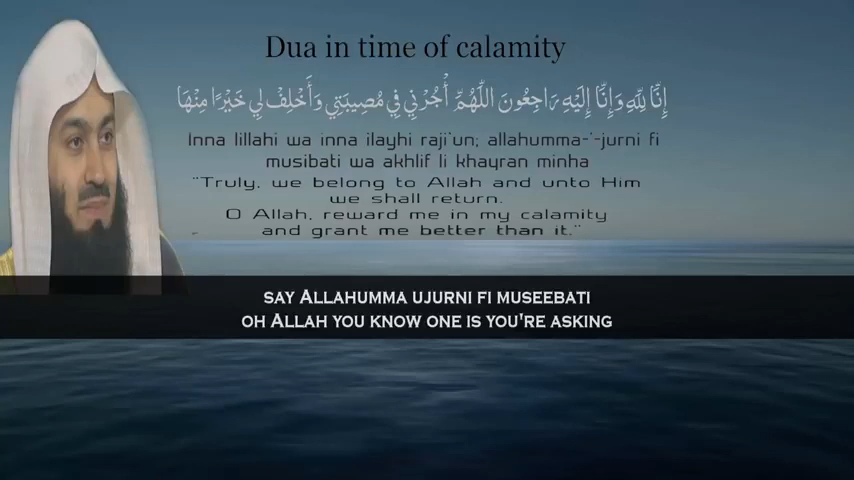 Dua in time of calamity
إِنَّا لِلّٰهِ وَإِنَّا إِلَيْهِ رَاجِعُونَ اللّٰهُمَّ أْجُرْنِي فِي مُصِيبَتِي وَأَخْلِفْ لِي خَيْرًا مِنْهَا
Inna lillahi wa inna ilayhi raji`un; allahumma-'-jurni fi
musibati wa akhlif li khayran minha
"Truly, we belong to Allah and unto Him
we shall return.
O Allah, reward me in my calamity
and grant me better than it."
SAY ALLAHUMMA UJURNI FI MUSEEBATI
OH ALLAH YOU KNOW ONE IS YOU'RE ASKING